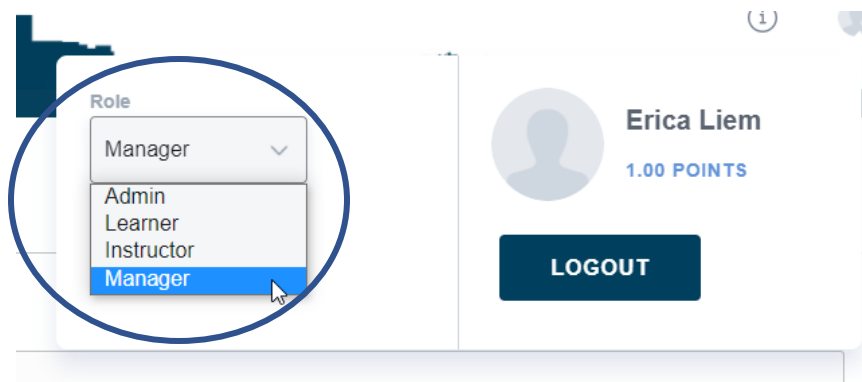 Role
Manager
Admin
Learner
Instructor
Manager
Erica Liem
1.00 POINTS
LOGOUT